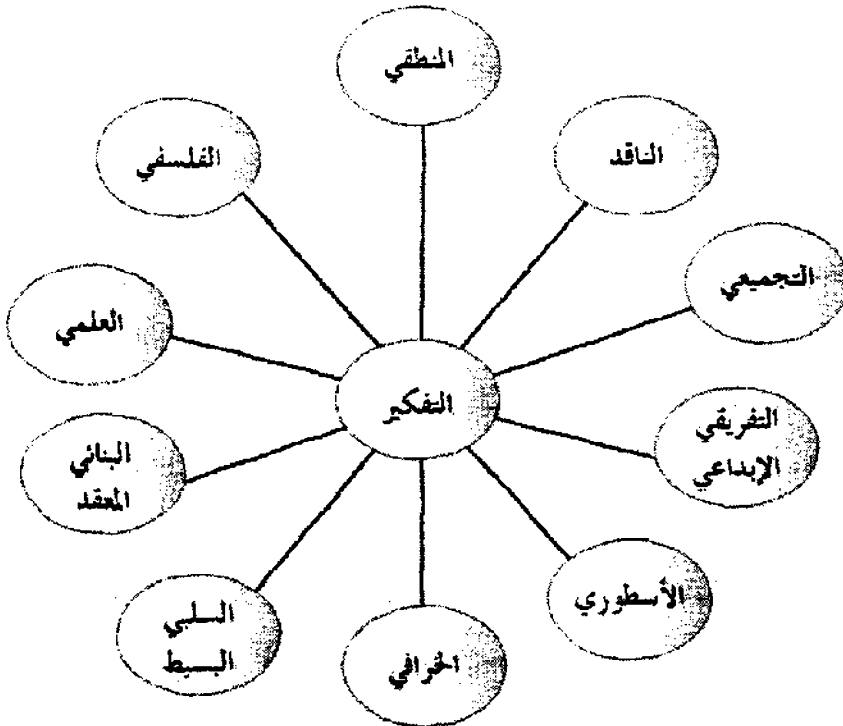 المنطقي
الناقد
الفلسفي
التجميعي
العلمي
التفكير
التفريقي
الإبداعي
البنائي
المعقد
الأسطوري
السلبي
البسيط
الخرافي